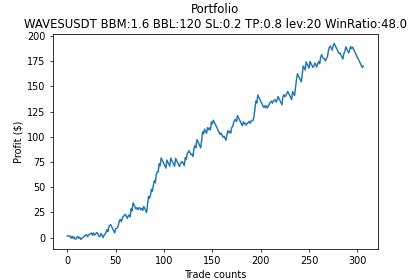 Portfolio
WAVESUSDT BBM:1.6 BBL:120 SL:0.2 TP:0.8 lev:20 WinRatio:48.0
200
175
150
125
100
75
50
25
0
Profit ($)
0 50 100 150 200 250 300
Trade counts